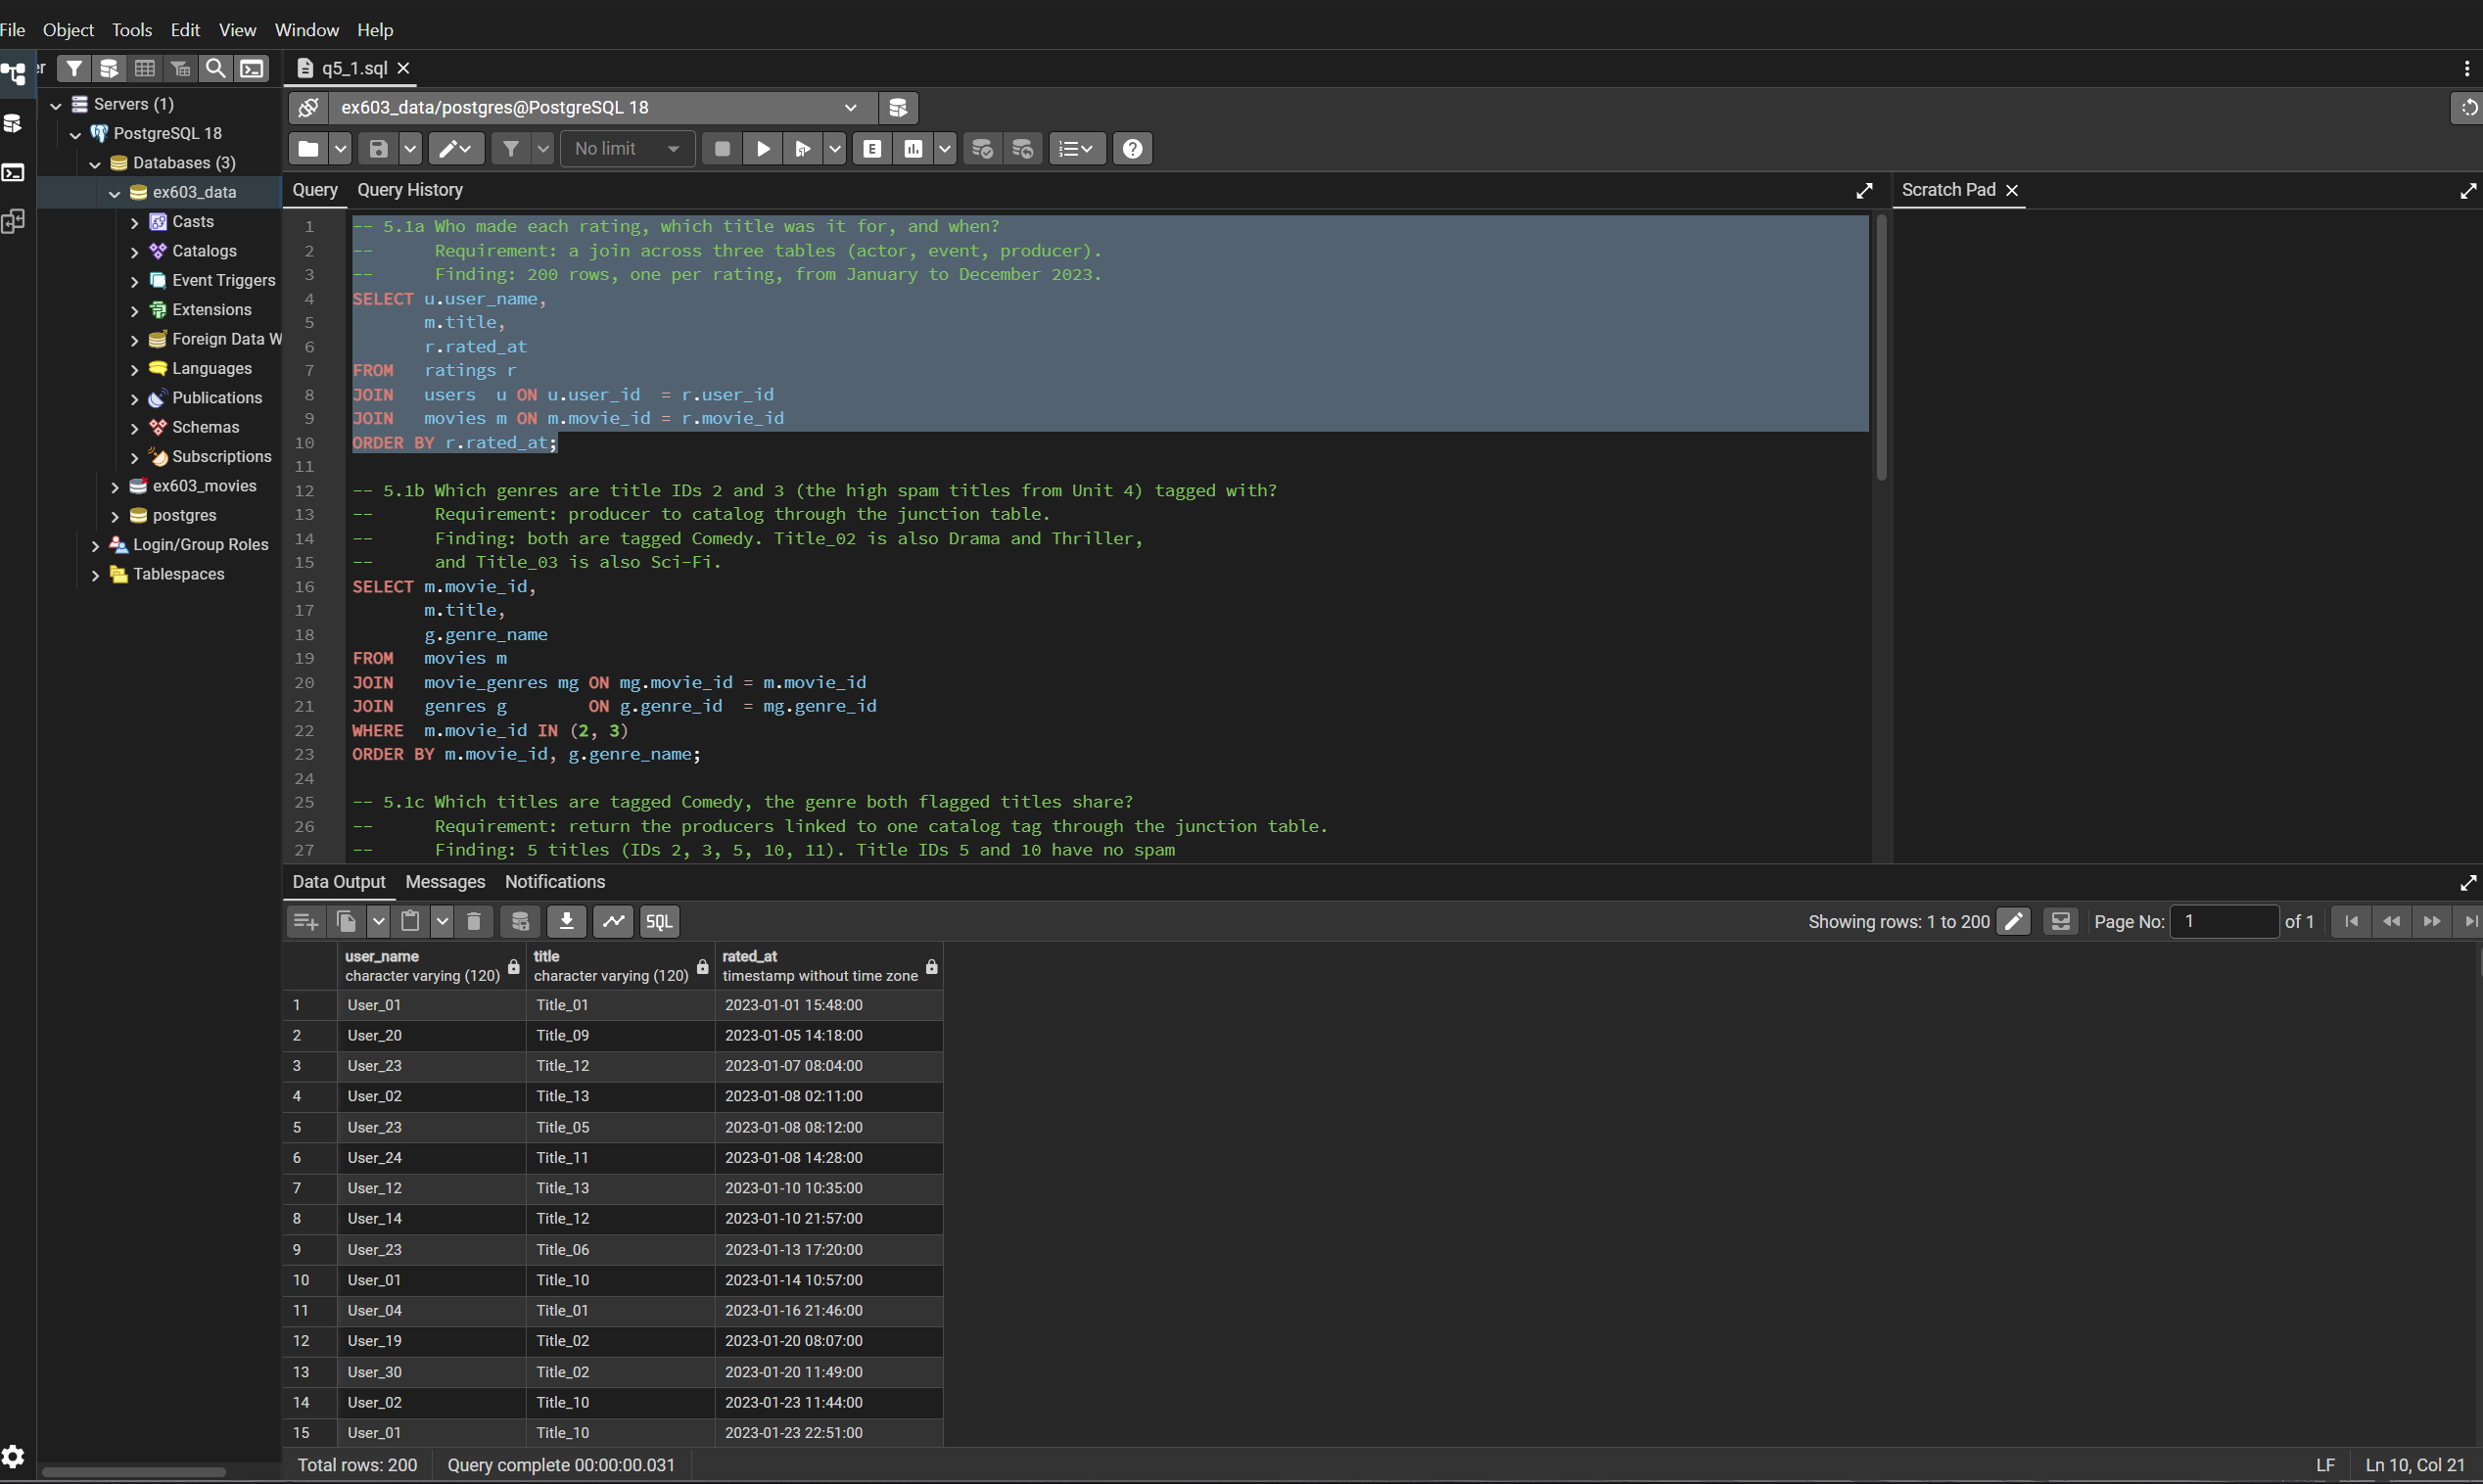 File Object Tools Edit View Window Help
q5_1.sql
Servers (1)
PostgreSQL 18
Databases (3)
ex603_data
Casts
Catalogs
Event Triggers
Extensions
Foreign Data W
Languages
Publications
Schemas
Subscriptions
ex603_movies
postgres
Login/Group Roles
Tablespaces
ex603_data/postgres@PostgreSQL 18
No limit
E
Query Query History
Scratch Pad
1 -- 5.1a Who made each rating, which title was it for, and when?
2 -- Requirement: a join across three tables (actor, event, producer).
3 -- Finding: 200 rows, one per rating, from January to December 2023.
4 SELECT u.user_name,
5 m.title,
6 r.rated_at
7 FROM ratings r
8 JOIN users u ON u.user_id = r.user_id
9 JOIN movies m ON m.movie_id = r.movie_id
10 ORDER BY r.rated_at;
11
12 -- 5.1b Which genres are title IDs 2 and 3 (the high spam titles from Unit 4) tagged with?
13 -- Requirement: producer to catalog through the junction table.
14 -- Finding: both are tagged Comedy. Title_02 is also Drama and Thriller,
15 -- and Title_03 is also Sci-Fi.
16 SELECT m.movie_id,
17 m.title,
18 g.genre_name
19 FROM movies m
20 JOIN movie_genres mg ON mg.movie_id = m.movie_id
21 JOIN genres g ON g.genre_id = mg.genre_id
22 WHERE m.movie_id IN (2, 3)
23 ORDER BY m.movie_id, g.genre_name;
24
25 -- 5.1c Which titles are tagged Comedy, the genre both flagged titles share?
26 -- Requirement: return the producers linked to one catalog tag through the junction table.
27 -- Finding: 5 titles (IDs 2, 3, 5, 10, 11). Title IDs 5 and 10 have no spam
Data Output Messages Notifications
SQL
Showing rows: 1 to 200
Page No: 1 of 1
user_name title rated_at
character varying (120) character varying (120) timestamp without time zone
1 User_01 Title_01 2023-01-01 15:48:00
2 User_20 Title_09 2023-01-05 14:18:00
3 User_23 Title_12 2023-01-07 08:04:00
4 User_02 Title_13 2023-01-08 02:11:00
5 User_23 Title_05 2023-01-08 08:12:00
6 User_24 Title_11 2023-01-08 14:28:00
7 User_12 Title_13 2023-01-10 10:35:00
8 User_14 Title_12 2023-01-10 21:57:00
9 User_23 Title_06 2023-01-13 17:20:00
10 User_01 Title_10 2023-01-14 10:57:00
11 User_04 Title_01 2023-01-16 21:46:00
12 User_19 Title_02 2023-01-20 08:07:00
13 User_30 Title_02 2023-01-20 11:49:00
14 User_02 Title_10 2023-01-23 11:44:00
15 User_01 Title_10 2023-01-23 22:51:00
Total rows: 200 Query complete 00:00:00.031 LF Ln 10, Col 21